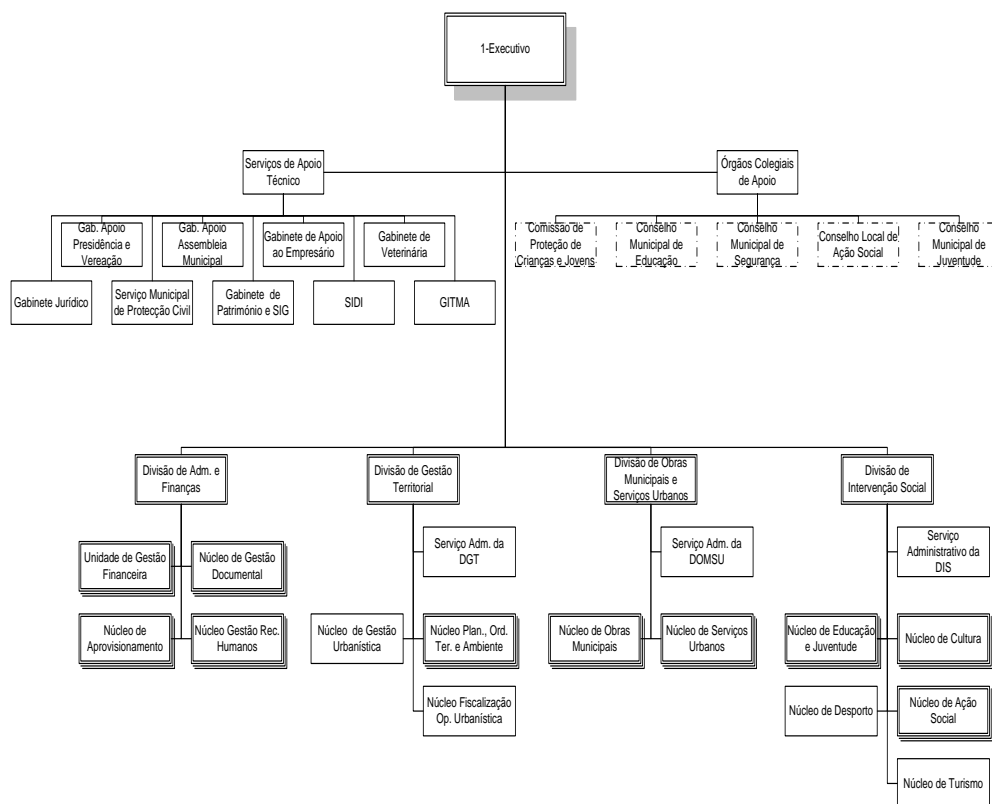 1-Executivo
Serviços de Apoio
Técnico
Órgãos Colegiais
de Apoio
Gab. Apoio
Presidência e
Vereação
Gab. Apoio
Assembleia
Municipal
Gabinete de Apoio
ao Empresário
Gabinete de
Veterinária
Comissão de
Proteção de
Crianças e Jovens
Conselho
Municipal de
Educação
Conselho
Municipal de
Segurança
Conselho Local de
Ação Social
Conselho
Municipal de
Juventude
Gabinete Jurídico
Serviço Municipal
de Protecção Civil
Gabinete de
Património e SIG
SIDI
GITMA
Divisão de Adm. e
Finanças
Divisão de Gestão
Territorial
Divisão de Obras
Municipais e
Serviços Urbanos
Divisão de
Intervenção Social
Unidade de Gestão
Financeira
Núcleo de Gestão
Documental
Serviço Adm. da
DGT
Serviço Adm. da
DOMSU
Serviço
Administrativo da
DIS
Núcleo de
Aprovisionamento
Núcleo Gestão Rec.
Humanos
Núcleo de Gestão
Urbanística
Núcleo Plan., Ord.
Ter. e Ambiente
Núcleo de Obras
Municipais
Núcleo de Serviços
Urbanos
Núcleo de Educação
e Juventude
Núcleo de Cultura
Núcleo Fiscalização
Op. Urbanística
Núcleo de Desporto
Núcleo de Ação
Social
Núcleo de Turismo